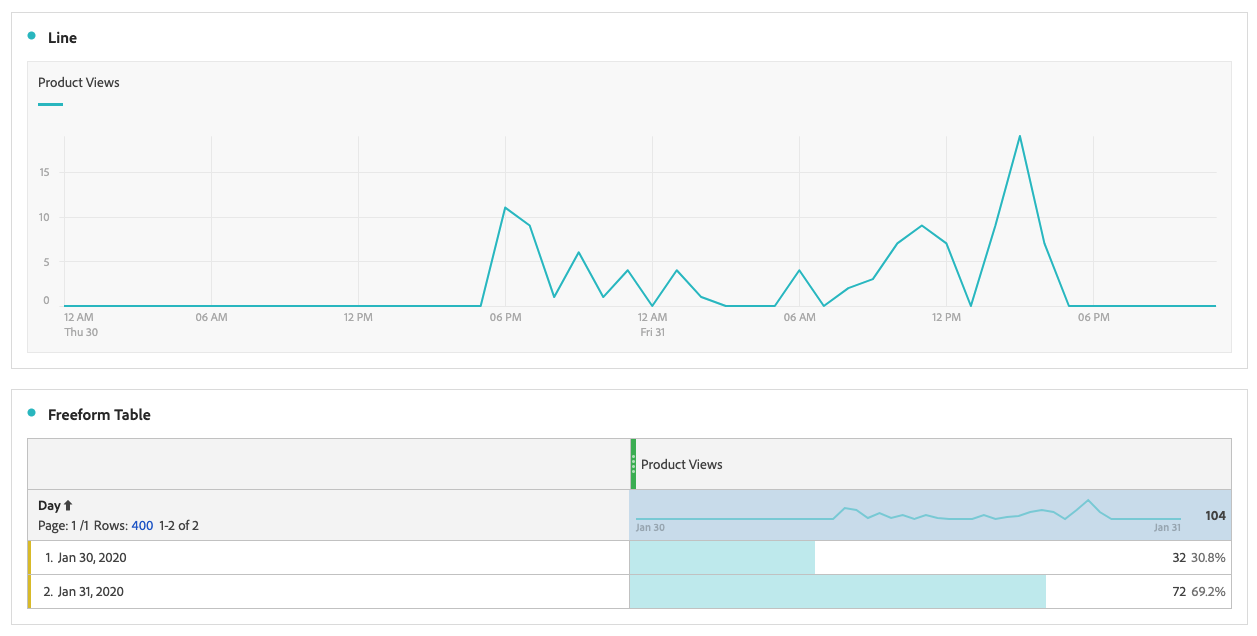 Line
Product Views
15
10
5
0
12 AM 06 AM 12 PM 06 PM 12 AM 06 AM 12 PM 06 PM
Thu 30 Fri 31
Freeform Table
Product Views
Day ⬆
Page: 1 /1 Rows: 400 1-2 of 2
Jan 30 Jan 31 104
1. Jan 30, 2020 32 30.8%
2. Jan 31, 2020 72 69.2%